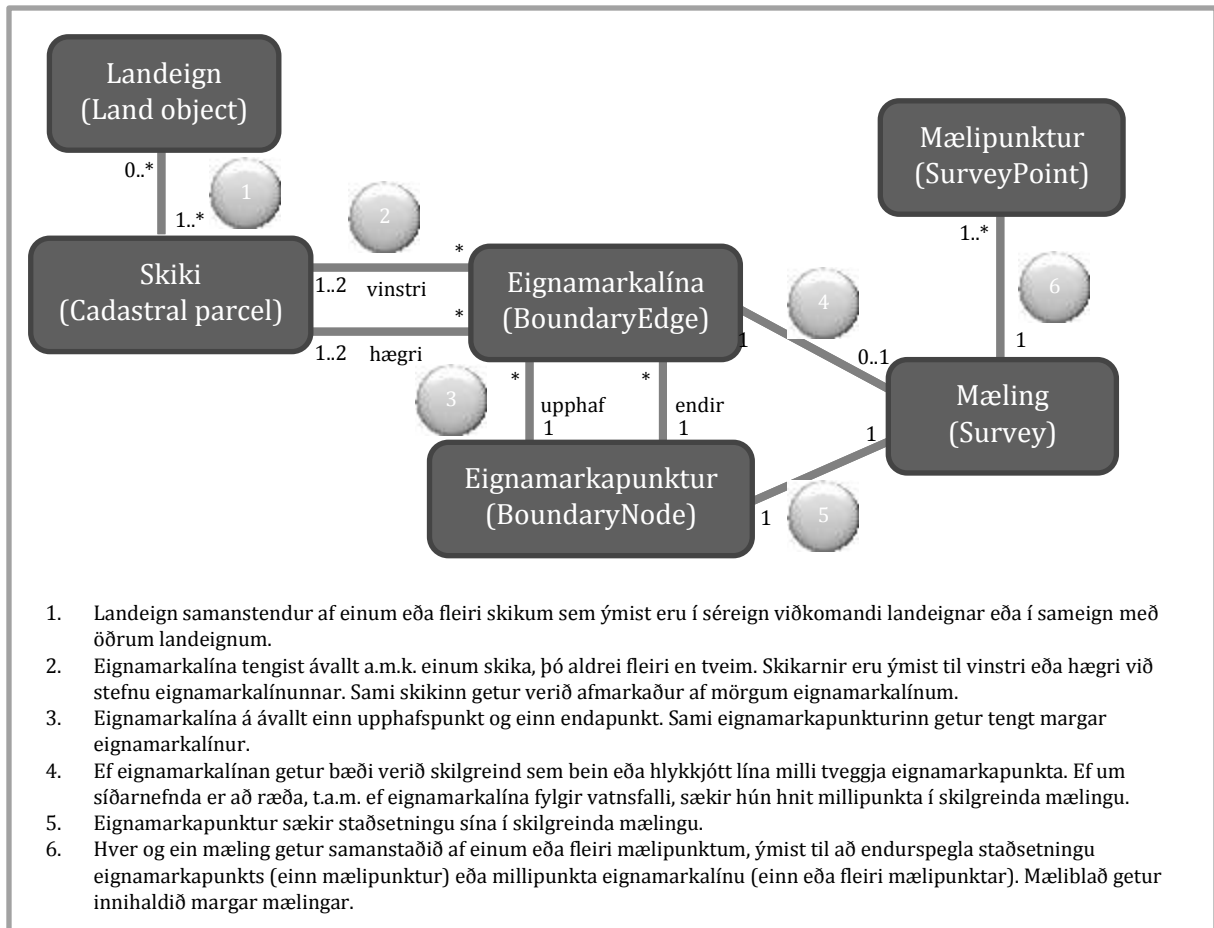 Landeign
(Land object)
Mælipunktur
(SurveyPoint)
0..*
1
1..*
2
1..*
Skiki
(Cadastral parcel)
*
1..2 vinstri
*
1..2 hægri
Eignamarkalína
(BoundaryEdge)
6
4
1
1
0..1
3
*
*
upphaf
endir
1
1
Mæling
(Survey)
1
Eignamarkapunktur
(BoundaryNode)
1
5
1. Landeign samanstendur af einum eða fleiri skikum sem ýmist eru í séreign viðkomandi landeignar eða í sameign með
öðrum landeignum.
2. Eignamarkalína tengist ávallt a.m.k. einum skika, þó aldrei fleiri en tveim. Skikarnir eru ýmist til vinstri eða hægri við
stefnu eignamarkalínunnar. Sami skikinn getur verið afmarkaður af mörgum eignamarkalínum.
3. Eignamarkalína á ávallt einn upphafspunkt og einn endapunkt. Sami eignamarkapunkturinn getur tengt margar
eignamarkalínur.
4. Ef eignamarkalínan getur bæði verið skilgreind sem bein eða hlykkjótt lína milli tveggja eignamarkapunkta. Ef um
síðarnefnda er að ræða, t.a.m. ef eignamarkalína fylgir vatnsfalli, sækir hún hnit millipunkta í skilgreinda mælingu.
5. Eignamarkapunktur sækir staðsetningu sína í skilgreinda mælingu.
6. Hver og ein mæling getur samanstaðið af einum eða fleiri mælipunktum, ýmist til að endurspegla staðsetningu
eignamarkapunkts (einn mælipunktur) eða millipunkta eignamarkalínu (einn eða fleiri mælipunktar). Mæliblað getur
innihaldið margar mælingar.